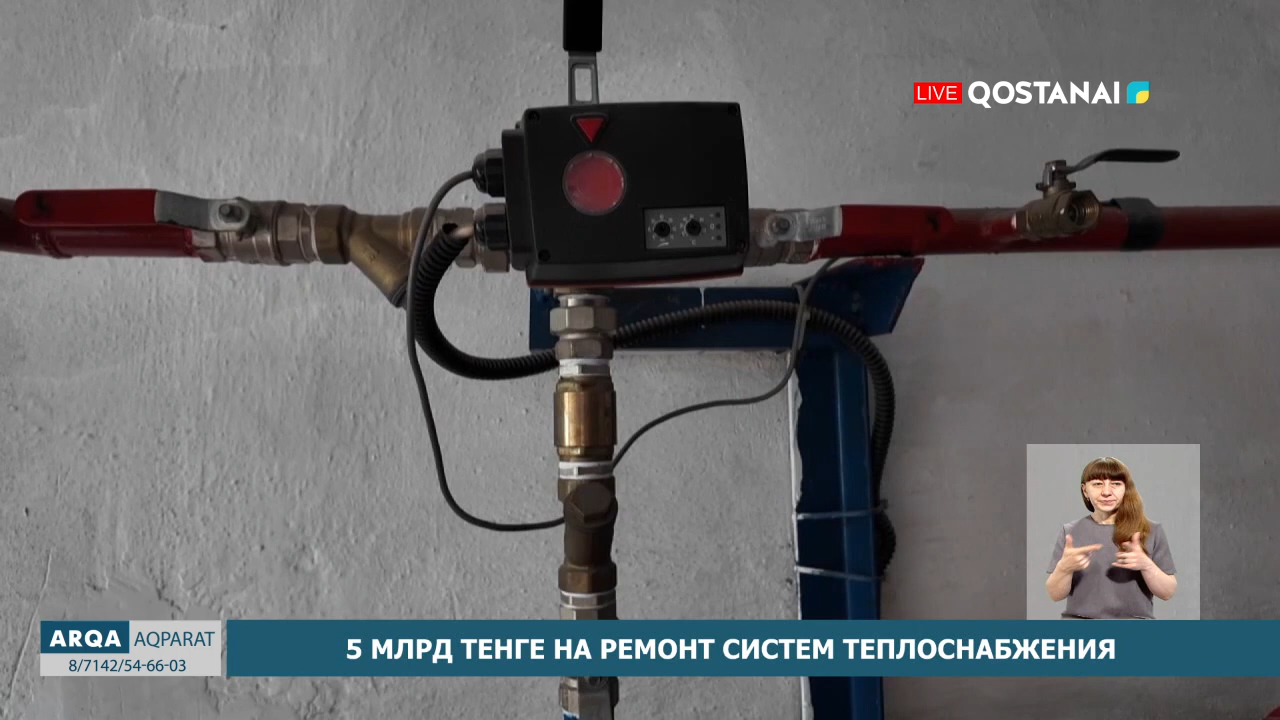 LIVE QOSTANAI
ARQA AQPARAT
8/7142/54-66-03
5 МЛРД ТЕНГЕ НА РЕМОНТ СИСТЕМ ТЕПЛОСНАБЖЕНИЯ